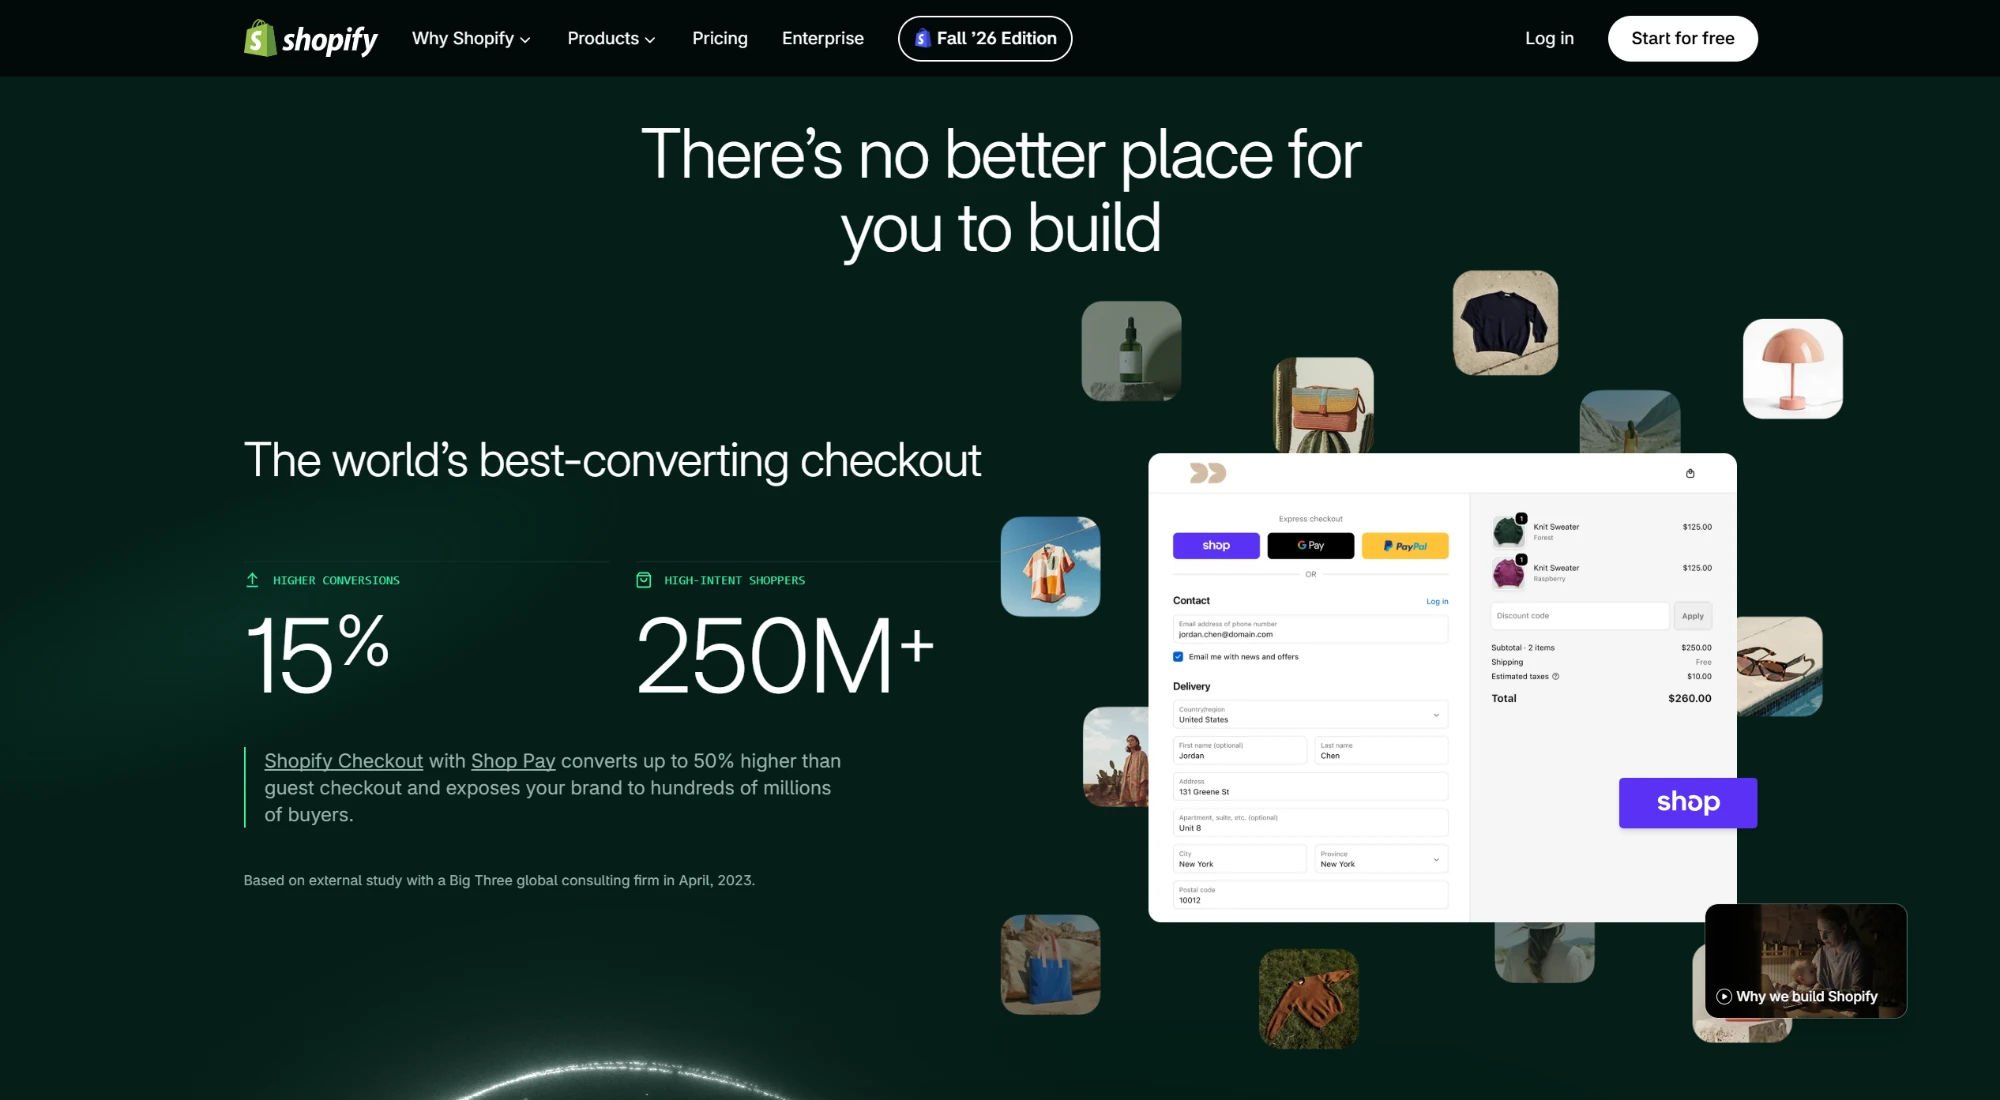 shopify
Why Shopify
Products
Pricing
Enterprise
Fall ’26 Edition
Log in
Start for free
There’s no better place for
you to build
The world’s best-converting checkout
HIGHER CONVERSIONS
15%
HIGH-INTENT SHOPPERS
250M+
Shopify Checkout with Shop Pay converts up to 50% higher than
guest checkout and exposes your brand to hundreds of millions
of buyers.
Based on external study with a Big Three global consulting firm in April, 2023.
Express checkout
shop
G Pay
PayPal
OR
Contact
Log in
Email address of phone number
jordan.chen@domain.com
Email me with news and offers
Delivery
Country/region
United States
First name (optional)
Jordan
Last name
Chen
Address
131 Greene St
Apartment, suite, etc. (optional)
Unit 8
City
New York
Province
New York
Postal code
10012
1
Knit Sweater
$125.00
Forest
1
Knit Sweater
$125.00
Raspberry
Discount code
Apply
Subtotal · 2 items
$250.00
Shipping
Free
Estimated taxes
$10.00
Total
$260.00
shop
Why we build Shopify